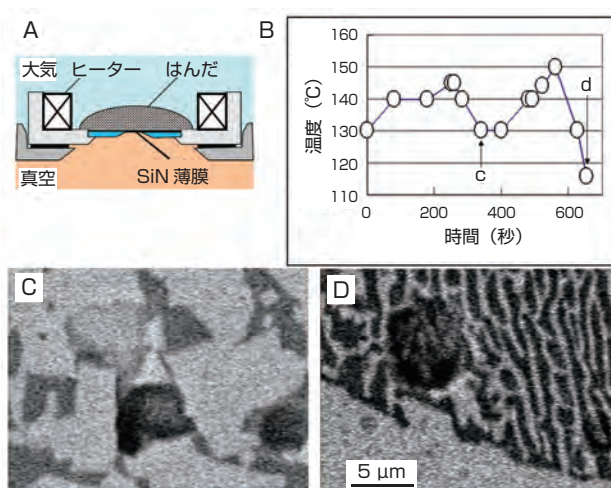 A
大気
ヒーター
はんだ
真空
SiN 薄膜
B
160
150
140
130
120
110
温度（℃）
0
200
400
600
時間（秒）
c
d
C
D
5 µm